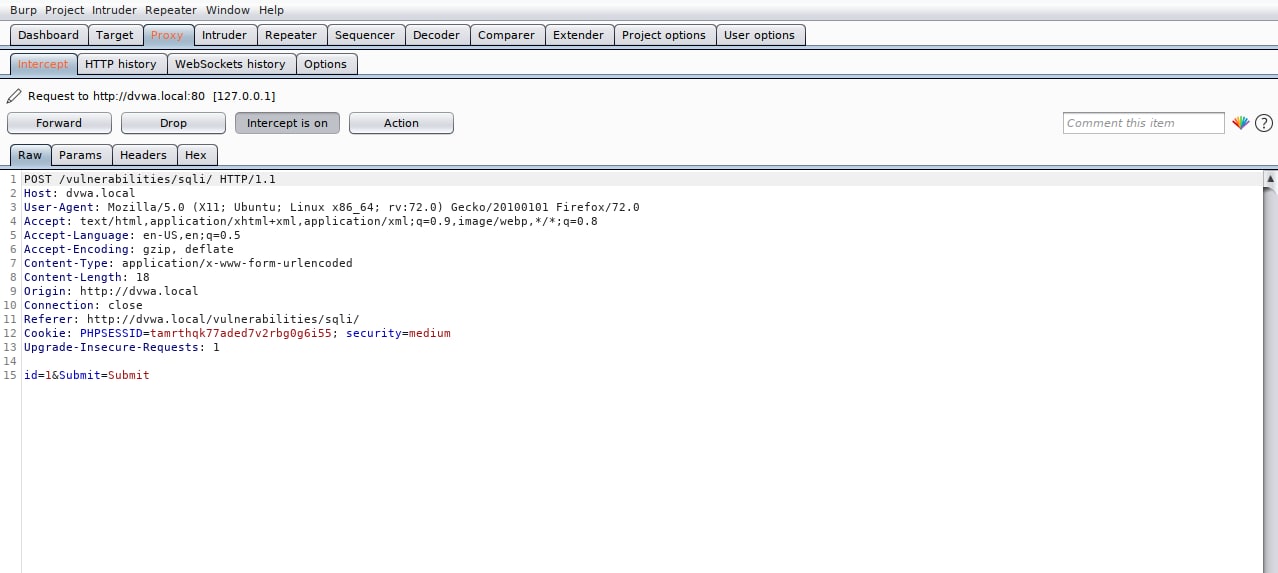 Burp Project Intruder Repeater Window Help
Dashboard Target Proxy Intruder Repeater Sequencer Decoder Comparer Extender Project options User options
Intercept HTTP history WebSockets history Options
Request to http://dvwa.local:80 [127.0.0.1]
Forward Drop Intercept is on Action Comment this item ?
Raw Params Headers Hex
1 POST /vulnerabilities/sqli/ HTTP/1.1
2 Host: dvwa.local
3 User-Agent: Mozilla/5.0 (X11; Ubuntu; Linux x86_64; rv:72.0) Gecko/20100101 Firefox/72.0
4 Accept: text/html,application/xhtml+xml,application/xml;q=0.9,image/webp,*/*;q=0.8
5 Accept-Language: en-US,en;q=0.5
6 Accept-Encoding: gzip, deflate
7 Content-Type: application/x-www-form-urlencoded
8 Content-Length: 18
9 Origin: http://dvwa.local
10 Connection: close
11 Referer: http://dvwa.local/vulnerabilities/sqli/
12 Cookie: PHPSESSID=tamrthqk77aded7v2rbg0g6i55; security=medium
13 Upgrade-Insecure-Requests: 1
14
15 id=1&Submit=Submit